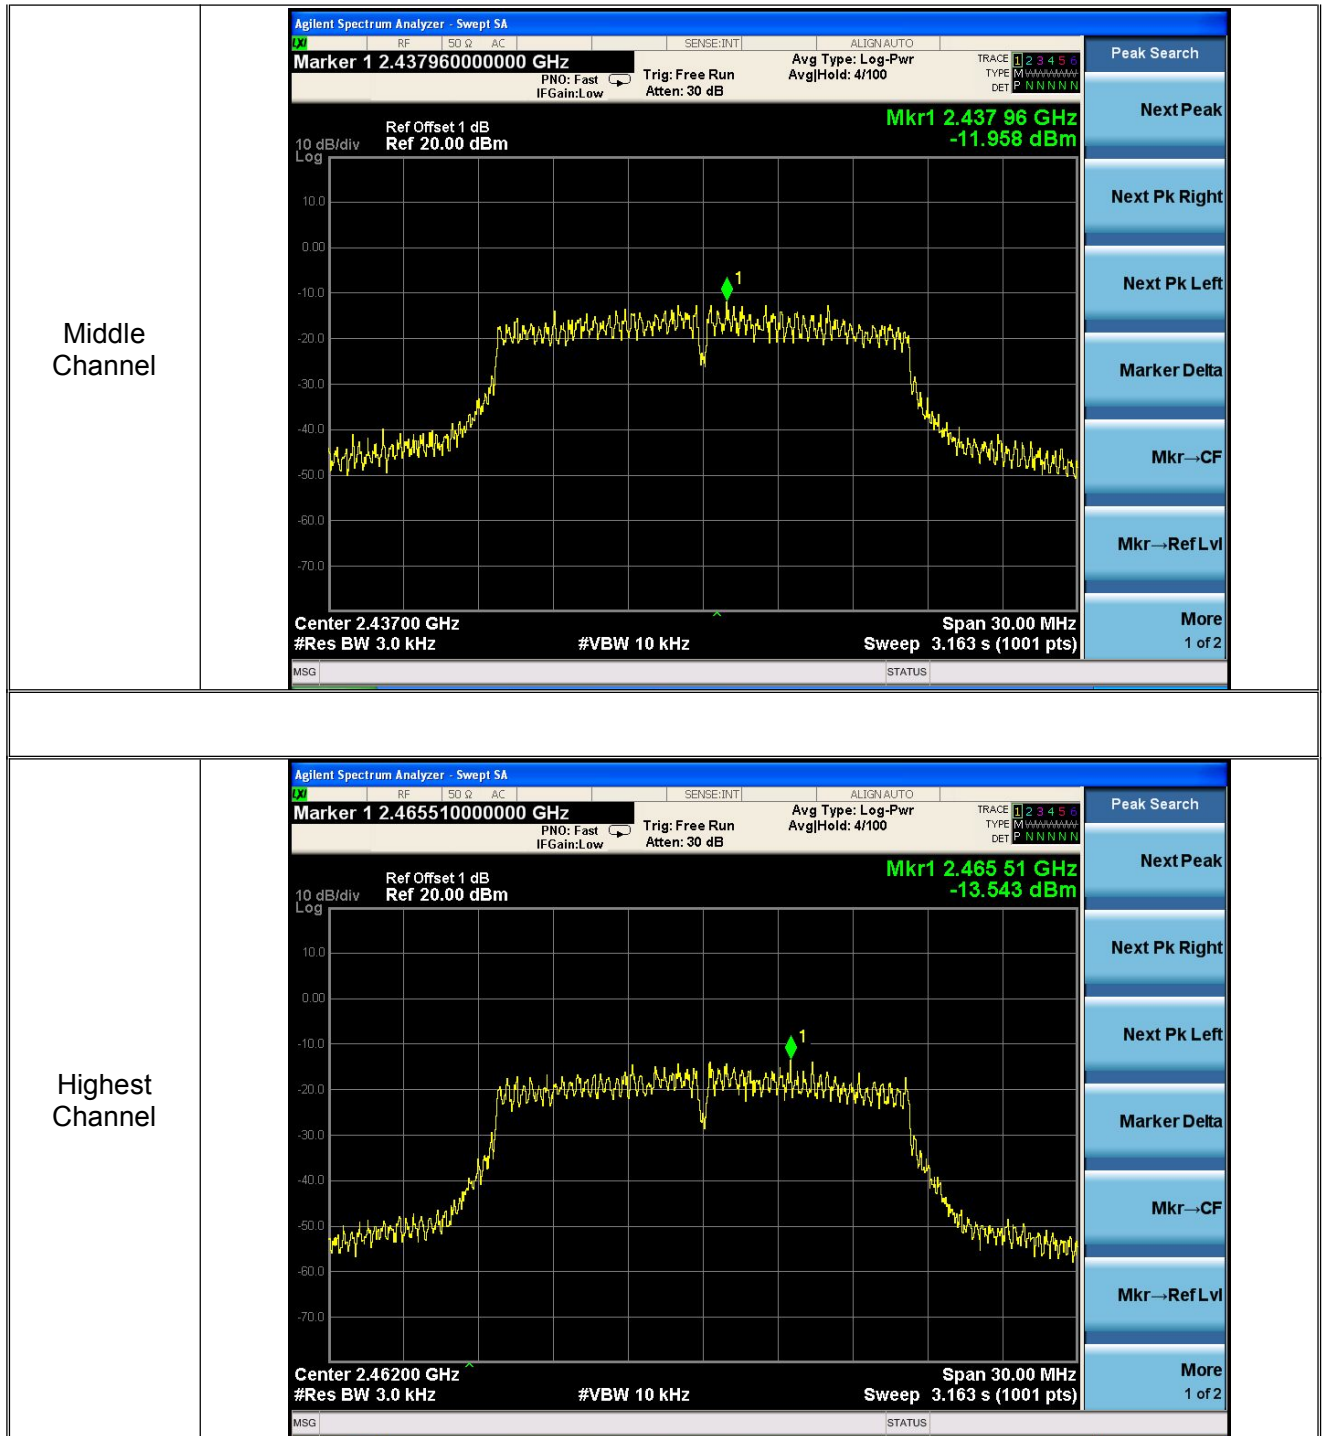 Middle
Channel
Agilent Spectrum Analyzer - Swept SA
LXI RF 50 Ω AC SENSE:INT ALIGN AUTO
Marker 1 2.437960000000 GHz
PNO: Fast
IFGain:Low
Trig: Free Run
Atten: 30 dB
Avg Type: Log-Pwr
Avg|Hold: 4/100
TRACE 1 2 3 4 5 6
TYPE M
DET P N N N N N
Mkr1 2.437 96 GHz
-11.958 dBm
Ref Offset 1 dB
10 dB/div Ref 20.00 dBm
Log
10.0
0.00
-10.0
-20.0
-30.0
-40.0
-50.0
-60.0
-70.0
1
Center 2.43700 GHz Span 30.00 MHz
#Res BW 3.0 kHz #VBW 10 kHz Sweep 3.163 s (1001 pts)
MSG STATUS
Peak Search
Next Peak
Next Pk Right
Next Pk Left
Marker Delta
Mkr→CF
Mkr→Ref Lvl
More
1 of 2
Highest
Channel
Agilent Spectrum Analyzer - Swept SA
LXI RF 50 Ω AC SENSE:INT ALIGN AUTO
Marker 1 2.465510000000 GHz
PNO: Fast
IFGain:Low
Trig: Free Run
Atten: 30 dB
Avg Type: Log-Pwr
Avg|Hold: 4/100
TRACE 1 2 3 4 5 6
TYPE M
DET P N N N N N
Mkr1 2.465 51 GHz
-13.543 dBm
Ref Offset 1 dB
10 dB/div Ref 20.00 dBm
Log
10.0
0.00
-10.0
-20.0
-30.0
-40.0
-50.0
-60.0
-70.0
1
Center 2.46200 GHz Span 30.00 MHz
#Res BW 3.0 kHz #VBW 10 kHz Sweep 3.163 s (1001 pts)
MSG STATUS
Peak Search
Next Peak
Next Pk Right
Next Pk Left
Marker Delta
Mkr→CF
Mkr→Ref Lvl
More
1 of 2